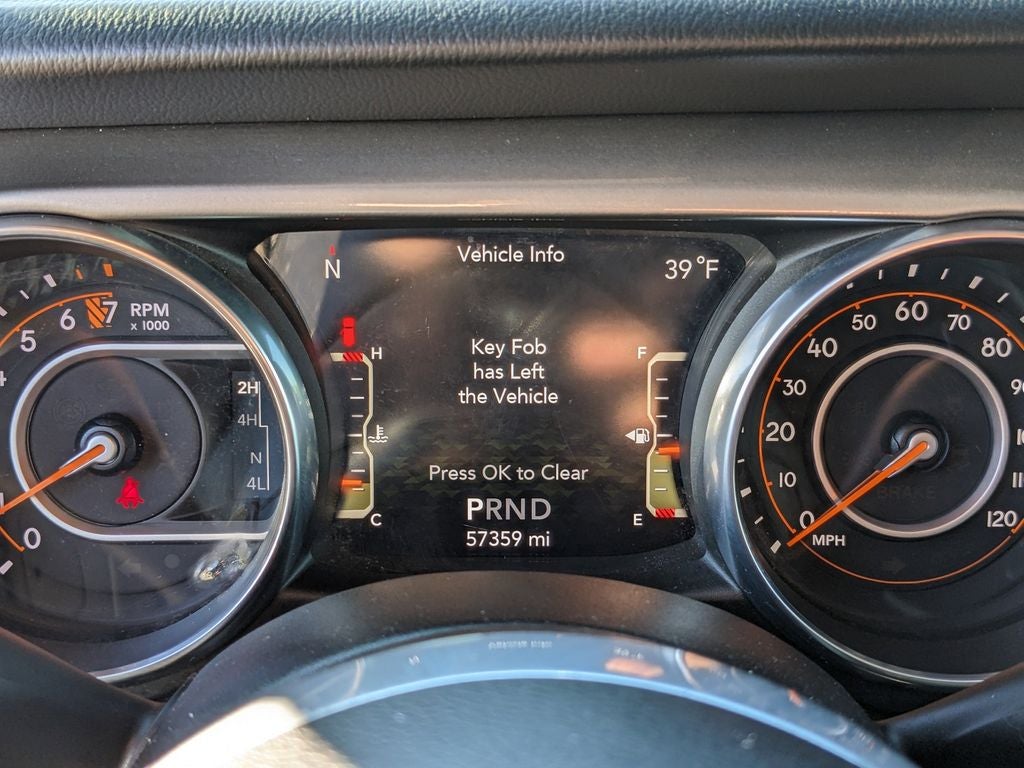 Vehicle Info
N
39°F
5
6
7
RPM
x 1000
0
2H
4H
N
4L
H
C
Key Fob
has Left
the Vehicle
Press OK to Clear
PRND
57359 mi
F
E
0
10
20
30
40
50
60
70
80
120
MPH